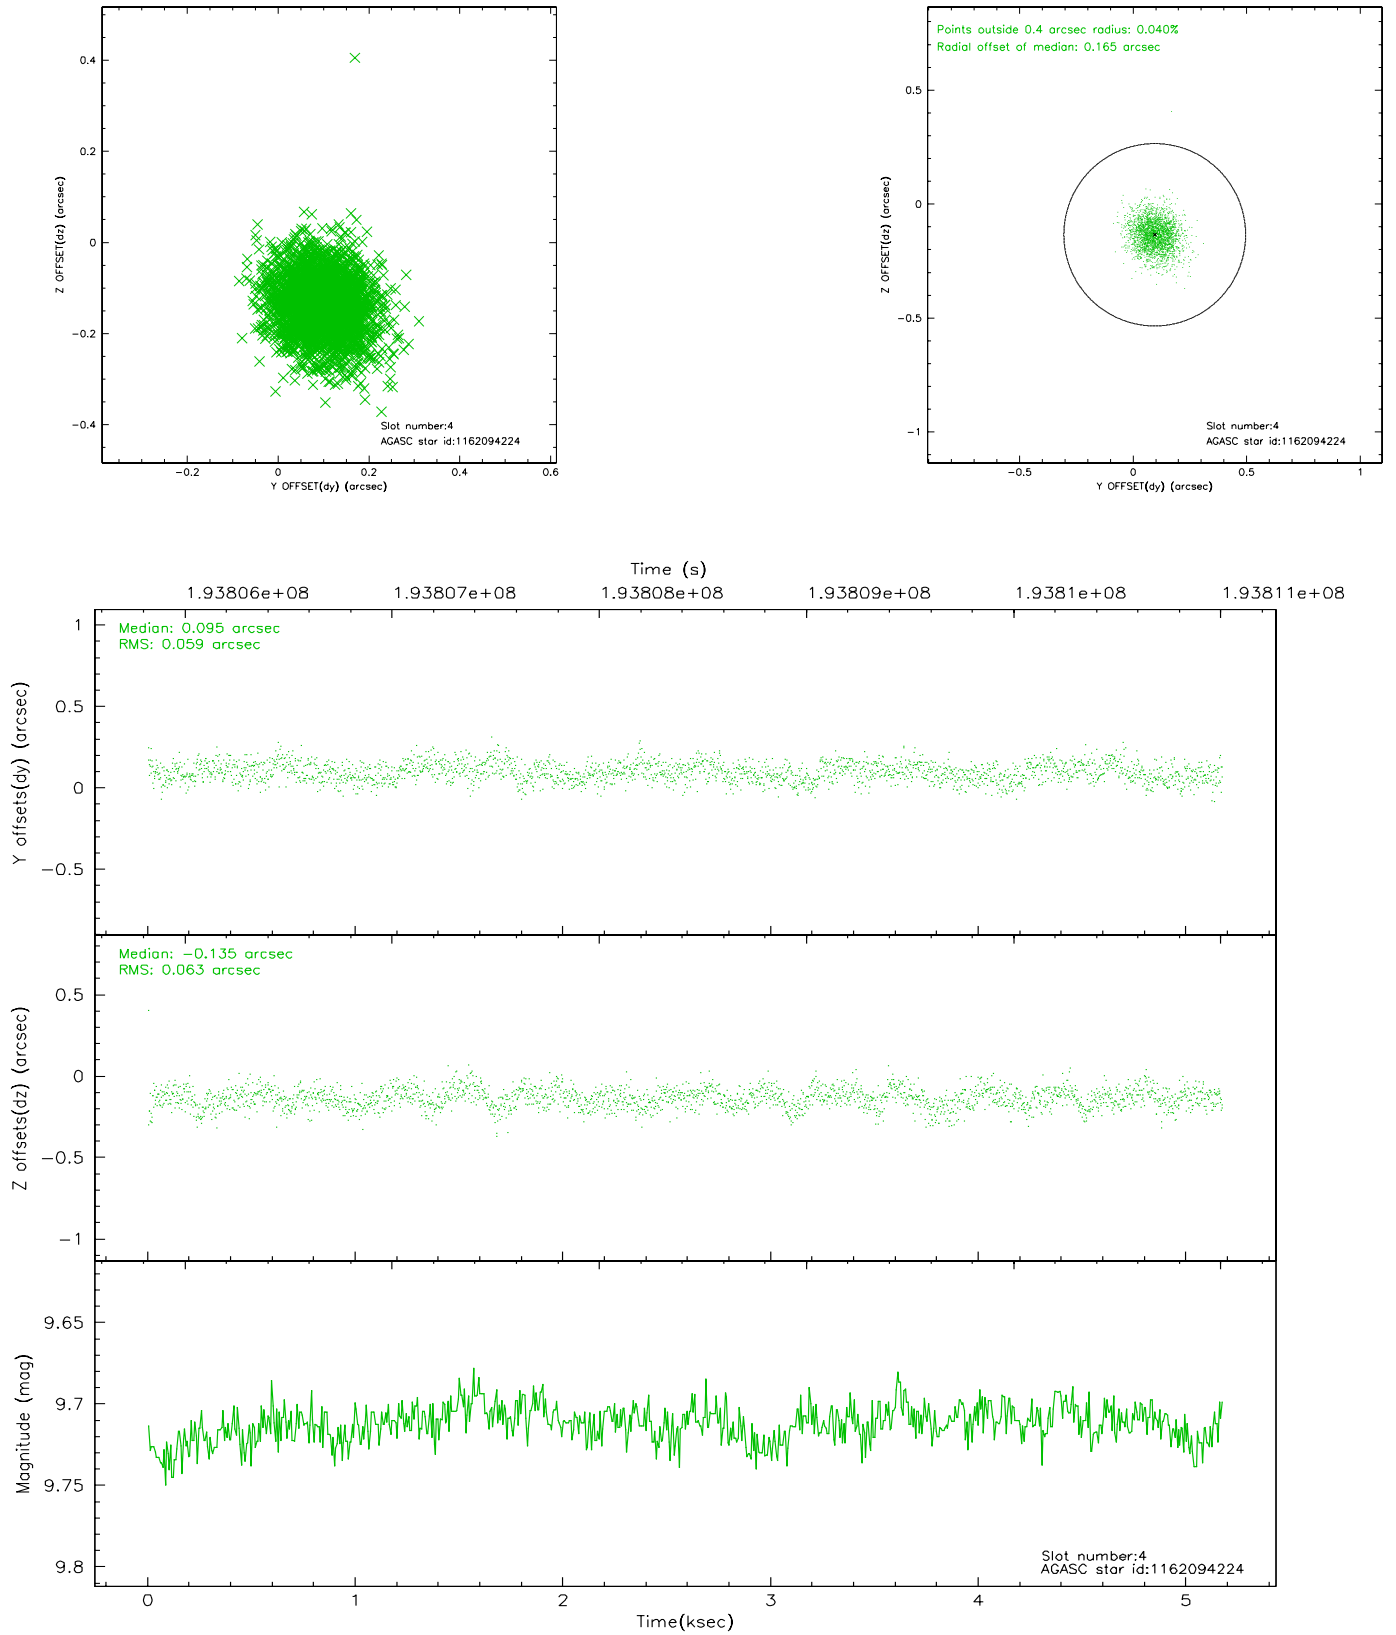 0.4
0.2
0
−0.2
−0.4
Z OFFSET(dz) (arcsec)
Slot number:4
AGASC star id:1162094224
−0.2 0 0.2 0.4 0.6
Y OFFSET(dy) (arcsec)
Points outside 0.4 arcsec radius: 0.040%
Radial offset of median: 0.165 arcsec
0.5
0
−0.5
−1
Z OFFSET(dz) (arcsec)
Slot number:4
AGASC star id:1162094224
−0.5 0 0.5 1
Y OFFSET(dy) (arcsec)
Time (s)
1.93806e+08 1.93807e+08 1.93808e+08 1.93809e+08 1.9381e+08 1.93811e+08
Median: 0.095 arcsec
RMS: 0.059 arcsec
1
0.5
0
−0.5
Y offsets(dy) (arcsec)
Median: −0.135 arcsec
RMS: 0.063 arcsec
0.5
0
−0.5
−1
Z offsets(dz) (arcsec)
9.65
9.7
9.75
9.8
Magnitude (mag)
Slot number:4
AGASC star id:1162094224
0 1 2 3 4 5
Time(ksec)